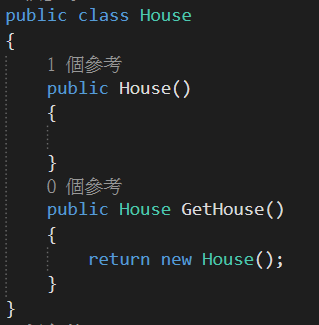 public class House
{
1 個參考
public House()
{
}
0 個參考
public House GetHouse()
{
return new House();
}
}